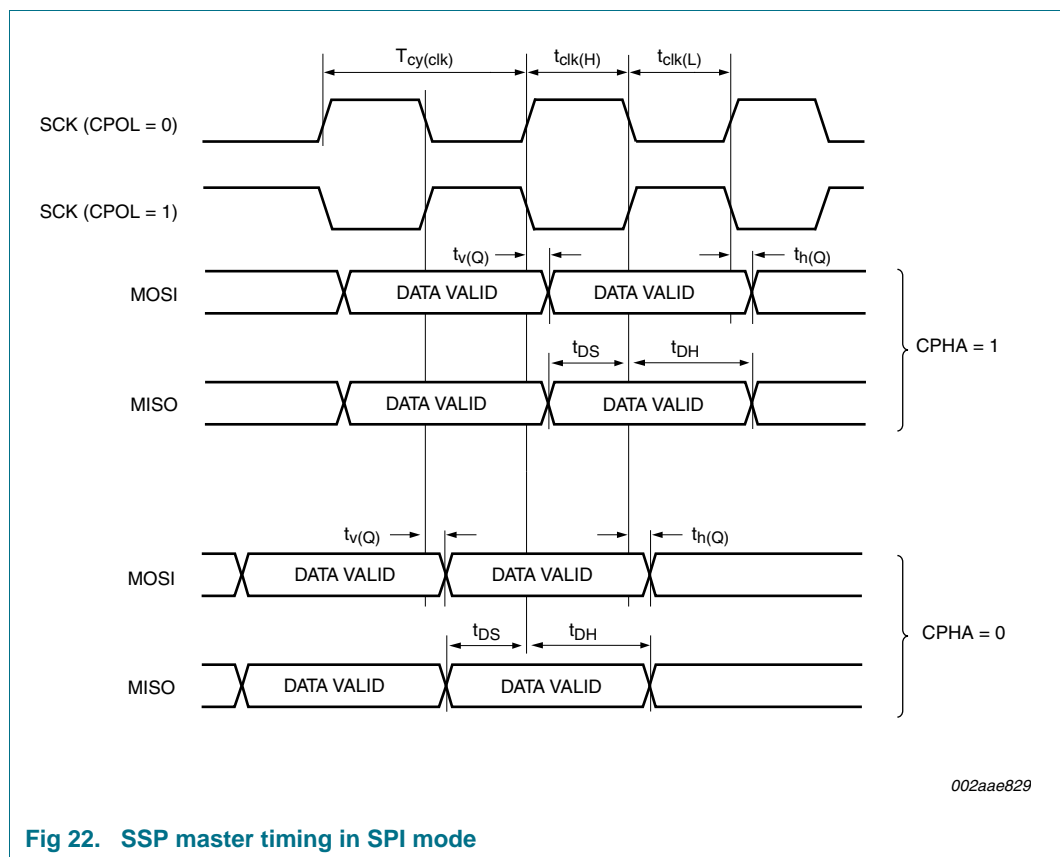 Tcy(clk) tclk(H) tclk(L)
SCK (CPOL = 0)
SCK (CPOL = 1)
tv(Q) th(Q)
MOSI DATA VALID DATA VALID
tDS tDH CPHA = 1
MISO DATA VALID DATA VALID
tv(Q) th(Q)
MOSI DATA VALID DATA VALID
tDS tDH CPHA = 0
MISO DATA VALID DATA VALID
002aae829
Fig 22. SSP master timing in SPI mode